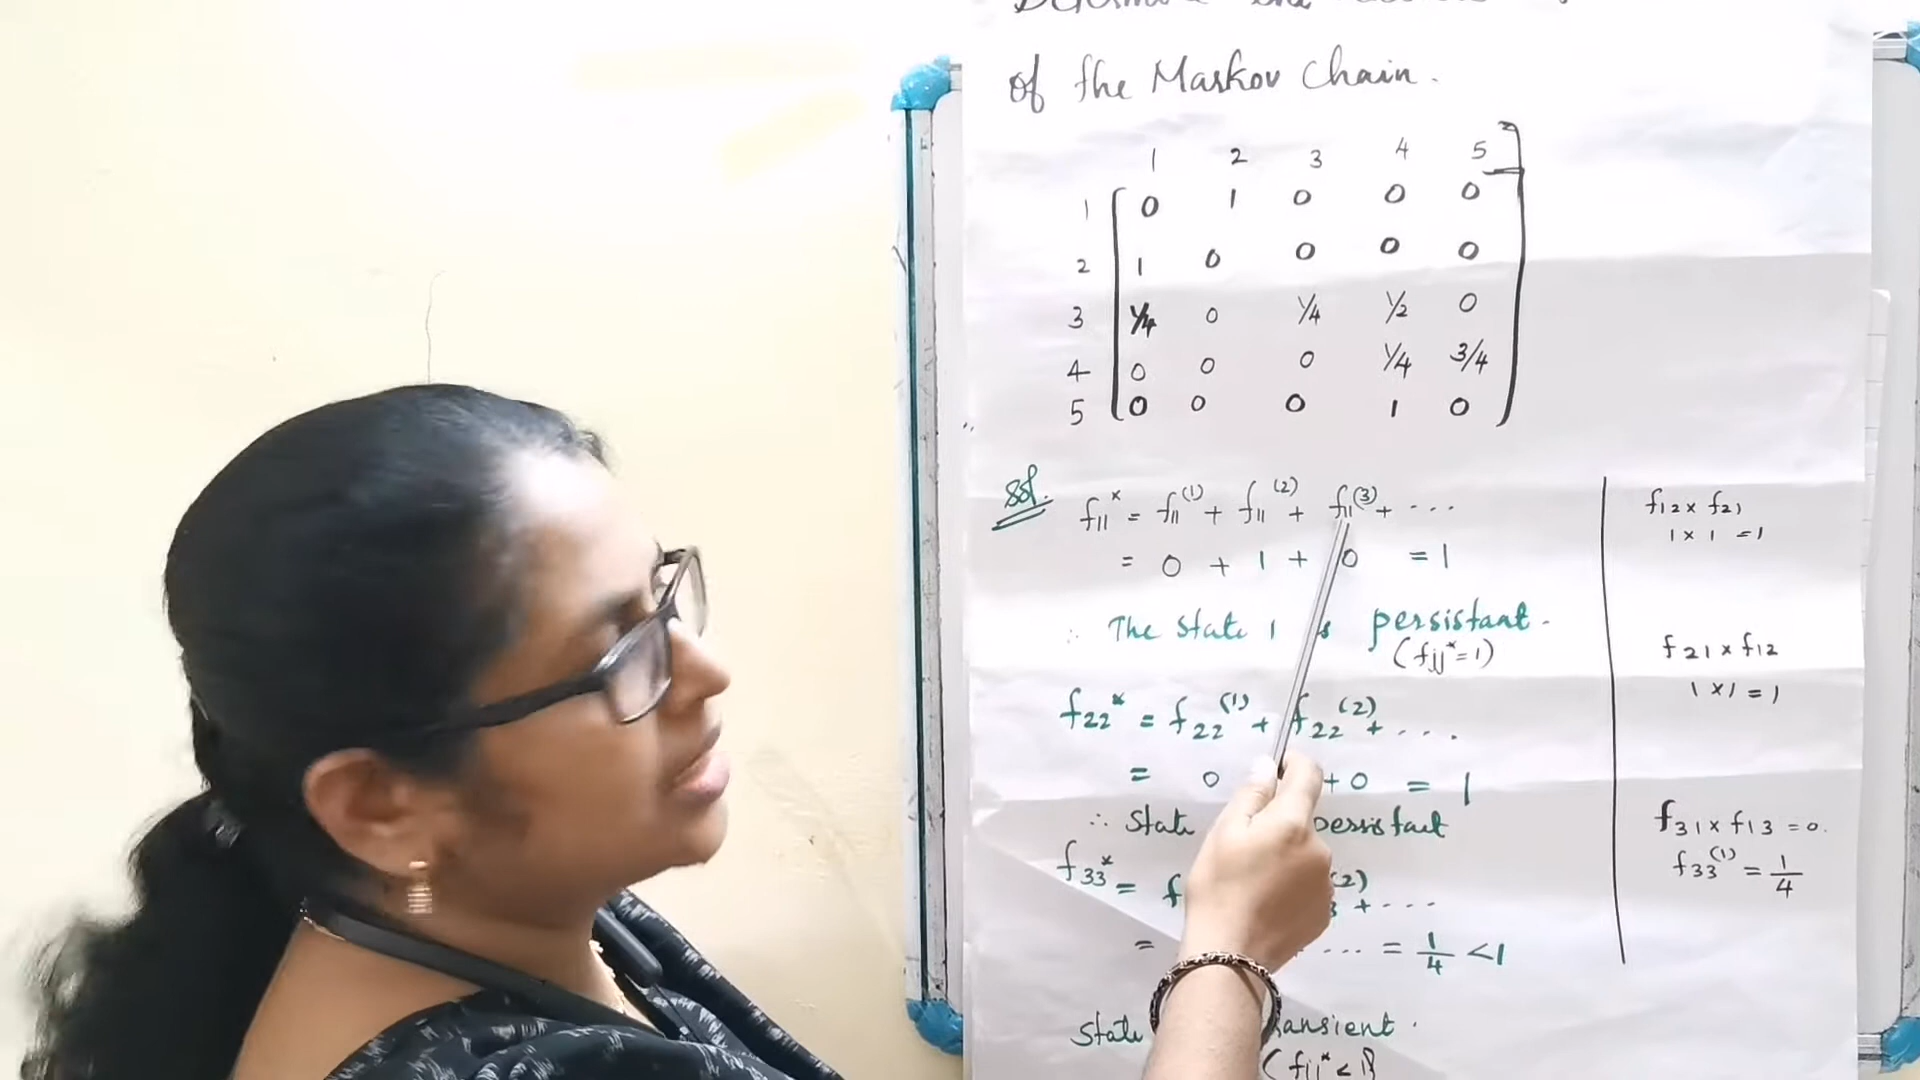 of the Markov Chain.
1 2 3 4 5
1 0 1 0 0 0
2 1 0 0 0 0
3 1/4 0 1/4 1/2 0
4 0 0 0 1/4 3/4
5 0 0 0 1 0
Sol. f11* = f11(1) + f11(2) + f11(3) + ...
= 0 + 1 + 0 = 1
∴ The state 1 is persistant.
(fjj* = 1)
f22* = f22(1) + f22(2) + ...
= 0 + 0 = 1
∴ State persistant
f33* = f (2) + ...
= ... = 1/4 < 1
State transient.
(fjj* < 1)
f12 x f21
1 x 1 = 1
f21 x f12
1 x 1 = 1
f31 x f13 = 0.
f33(1) = 1/4